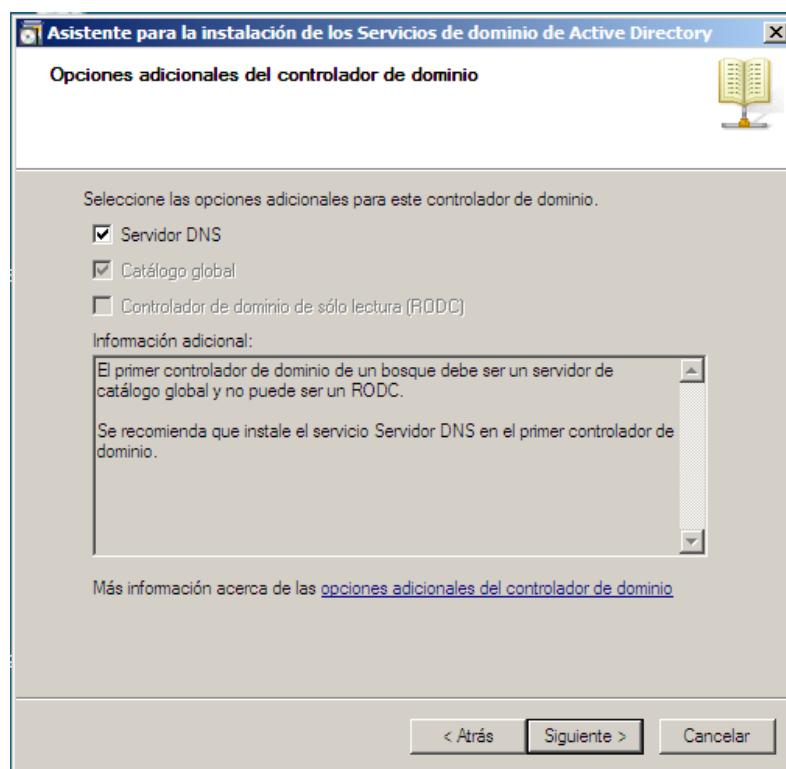 Asistente para la instalación de los Servicios de dominio de Active Directory
Opciones adicionales del controlador de dominio
Seleccione las opciones adicionales para este controlador de dominio.
Servidor DNS
Catálogo global
Controlador de dominio de sólo lectura (RODC)
Información adicional:
El primer controlador de dominio de un bosque debe ser un servidor de
catálogo global y no puede ser un RODC.
Se recomienda que instale el servicio Servidor DNS en el primer controlador de
dominio.
Más información acerca de las opciones adicionales del controlador de dominio
< Atrás
Siguiente >
Cancelar